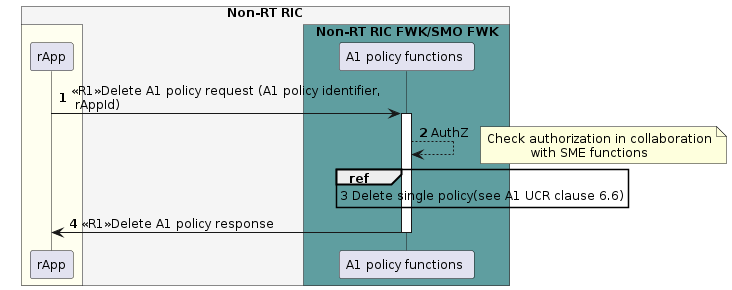 Non-RT RIC
Non-RT RIC FWK/SMO FWK
rApp
A1 policy functions
1 «R1»Delete A1 policy request (A1 policy identifier,
rAppId)
2 AuthZ
Check authorization in collaboration
with SME functions
ref
3 Delete single policy(see A1 UCR clause 6.6)
4 «R1»Delete A1 policy response
rApp
A1 policy functions